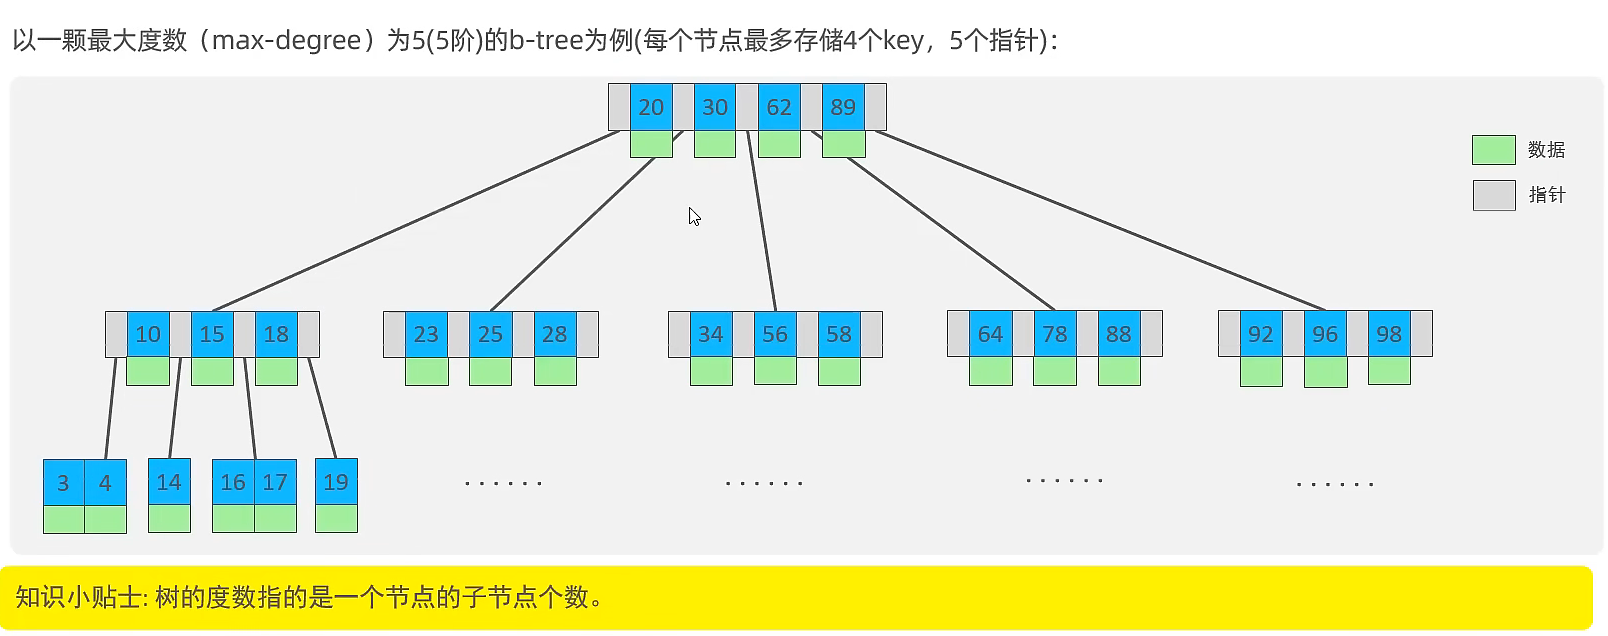 以一颗最大度数（max-degree）为5(5阶)的b-tree为例(每个节点最多存储4个key，5个指针)：
20 30 62 89
数据
指针
10 15 18 23 25 28 34 56 58 64 78 88 92 96 98
3 4 14 16 17 19 ...... ...... ...... ......
知识小贴士: 树的度数指的是一个节点的子节点个数。